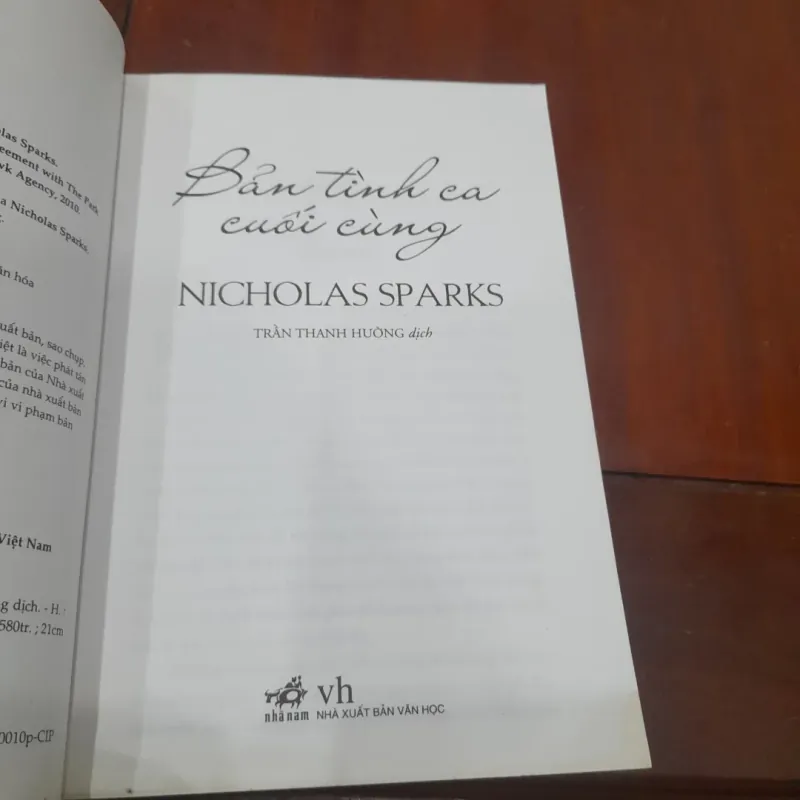 las Sparks.
eement with The Park
vk Agency, 2010.
a Nicholas Sparks.
ản hóa
uất bản, sao chụp.
iệt là việc phát tán
bản của Nhà xuất
của nhà xuất bản
vi vi phạm bản
Việt Nam
ng dịch. - H. :
580tr. ; 21cm
0010p-CIP
Bản tình ca
cuối cùng
NICHOLAS SPARKS
TRẦN THANH HƯƠNG dịch
nhã nam
vh
NHÀ XUẤT BẢN VĂN HỌC